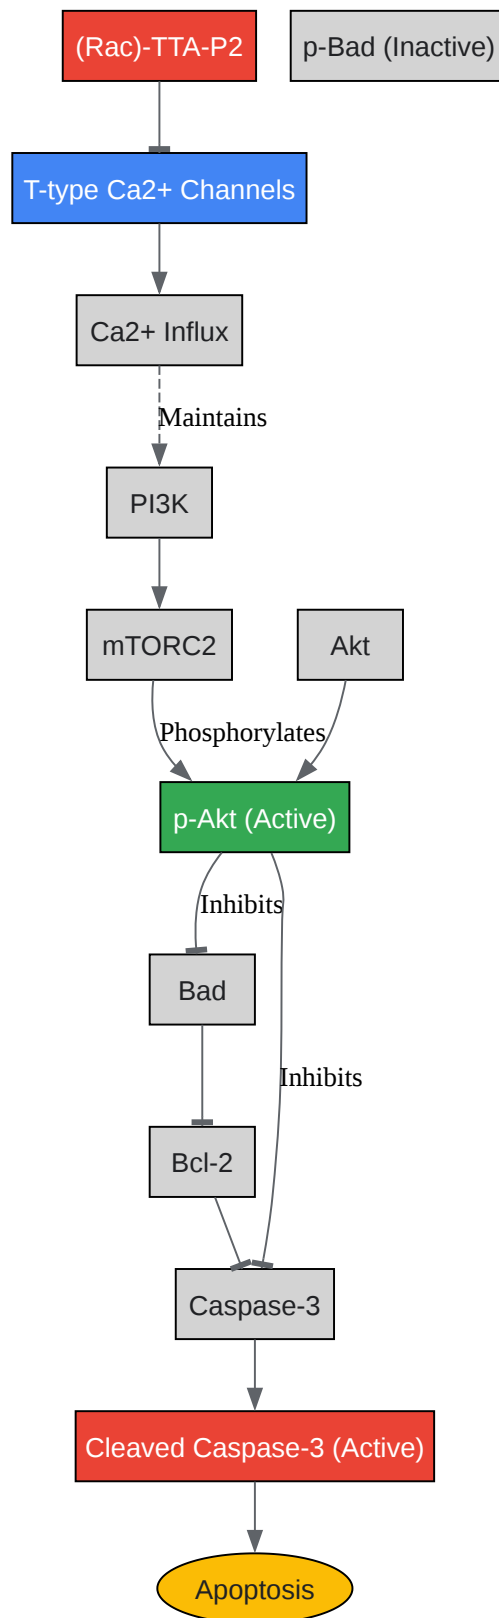 (Rac)-TTA-P2
p-Bad (Inactive)
T-type Ca2+ Channels
Ca2+ Influx
Maintains
PI3K
mTORC2
Akt
Phosphorylates
p-Akt (Active)
Inhibits
Bad
Inhibits
Bcl-2
Caspase-3
Cleaved Caspase-3 (Active)
Apoptosis